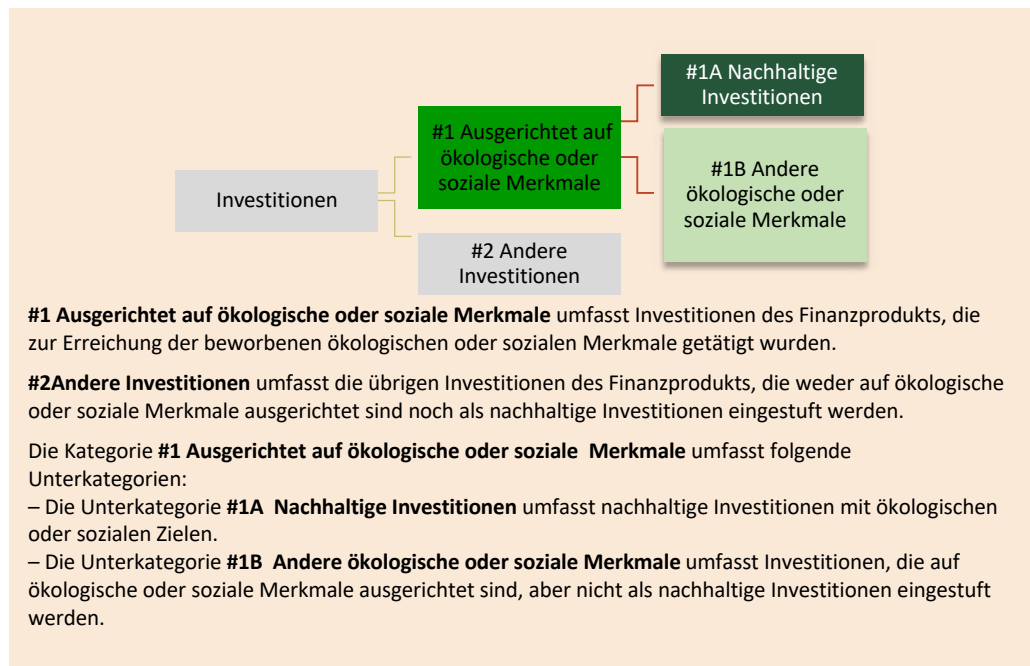 #1A Nachhaltige
Investitionen
#1 Ausgerichtet auf
ökologische oder
soziale Merkmale
#1B Andere
ökologische oder
soziale Merkmale
Investitionen
#2 Andere
Investitionen
#1 Ausgerichtet auf ökologische oder soziale Merkmale umfasst Investitionen des Finanzprodukts, die
zur Erreichung der beworbenen ökologischen oder sozialen Merkmale getätigt wurden.
#2Andere Investitionen umfasst die übrigen Investitionen des Finanzprodukts, die weder auf ökologische
oder soziale Merkmale ausgerichtet sind noch als nachhaltige Investitionen eingestuft werden.
Die Kategorie #1 Ausgerichtet auf ökologische oder soziale Merkmale umfasst folgende
Unterkategorien:
– Die Unterkategorie #1A Nachhaltige Investitionen umfasst nachhaltige Investitionen mit ökologischen
oder sozialen Zielen.
– Die Unterkategorie #1B Andere ökologische oder soziale Merkmale umfasst Investitionen, die auf
ökologische oder soziale Merkmale ausgerichtet sind, aber nicht als nachhaltige Investitionen eingestuft
werden.